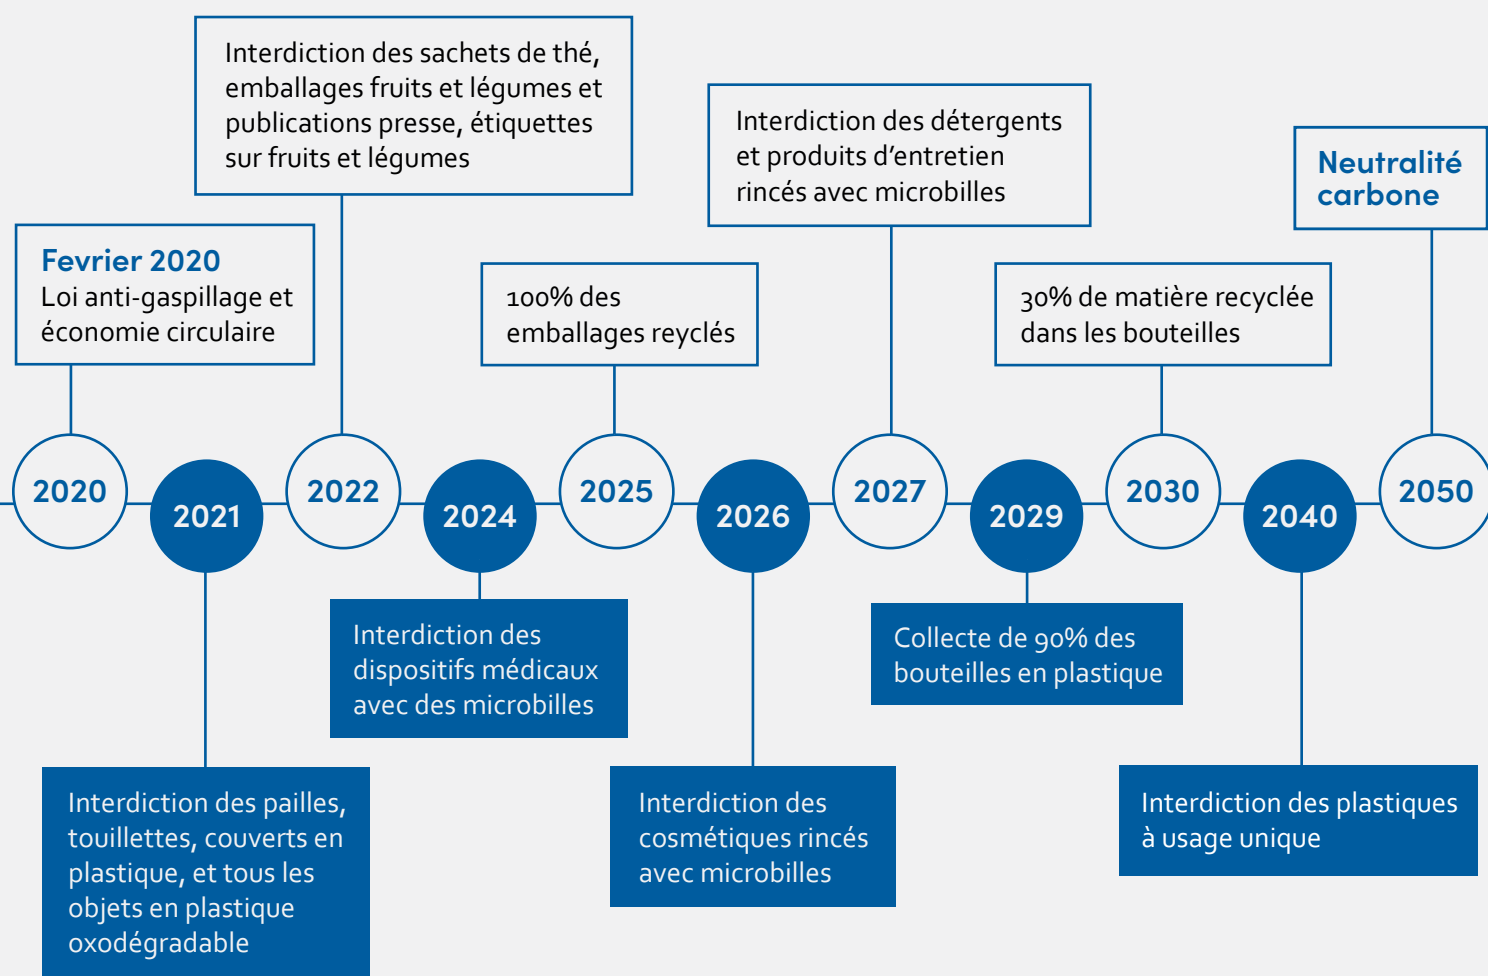 Interdiction des sachets de thé,
emballages fruits et légumes et
publications presse, étiquettes
sur fruits et légumes
Interdiction des détergents
et produits d’entretien
rincés avec microbilles
Neutralité
carbone
Fevrier 2020
Loi anti-gaspillage et
économie circulaire
100% des
emballages reyclés
30% de matière recyclée
dans les bouteilles
2020
2021
2022
2024
2025
2026
2027
2029
2030
2040
2050
Interdiction des
dispositifs médicaux
avec des microbilles
Collecte de 90% des
bouteilles en plastique
Interdiction des pailles,
touillettes, couverts en
plastique, et tous les
objets en plastique
oxodégradable
Interdiction des
cosmétiques rincés
avec microbilles
Interdiction des plastiques
à usage unique